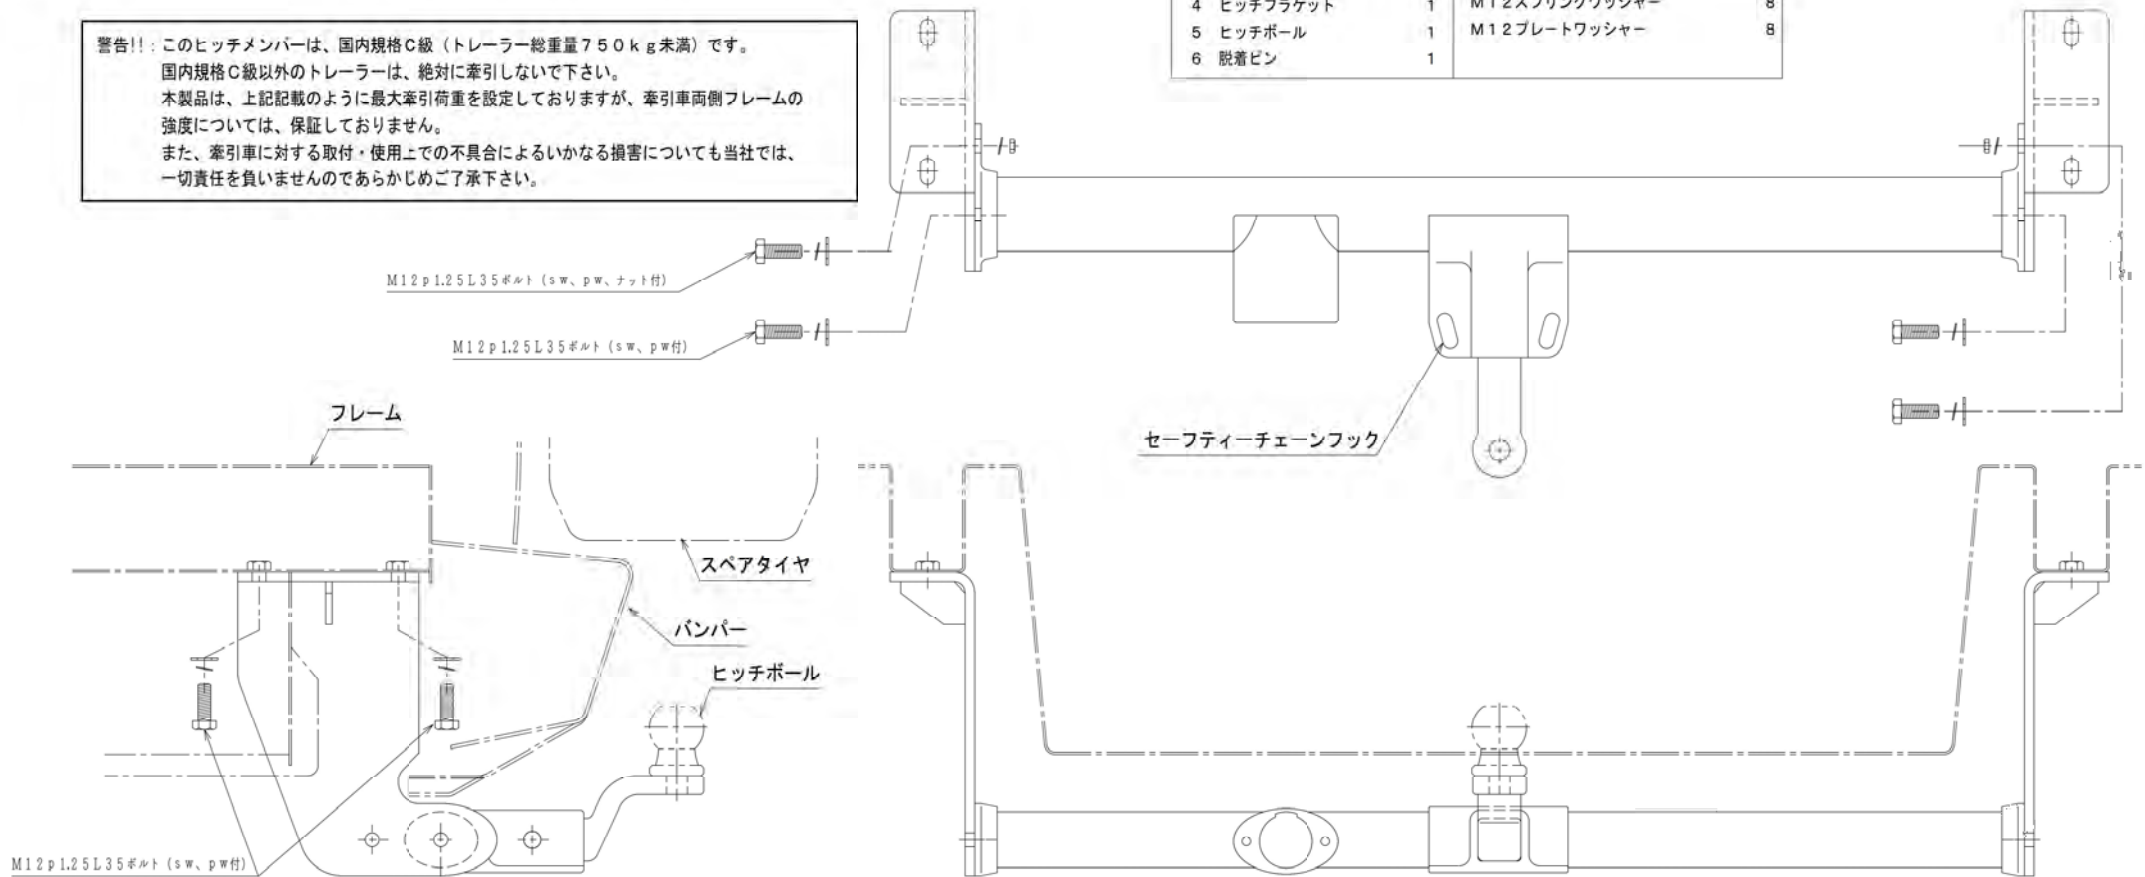 4 ヒッチブラケット 1 M12スプリングワッシャー 8
5 ヒッチボール 1 M12プレートワッシャー 8
6 脱着ピン 1
警告!!:このヒッチメンバーは、国内規格C級（トレーラー総重量750kg未満）です。
国内規格C級以外のトレーラーは、絶対に牽引しないで下さい。
本製品は、上記記載のように最大牽引荷重を設定しておりますが、牽引車両側フレームの
強度については、保証しておりません。
また、牽引車に対する取付・使用上での不具合によるいかなる損害についても当社では、
一切責任を負いませんのであらかじめご了承下さい。
M12p1.25L35ボルト（sw、pw、ナット付）
M12p1.25L35ボルト（sw、pw付）
セーフティーチェーンフック
フレーム
スペアタイヤ
バンパー
ヒッチボール
M12p1.25L35ボルト（sw、pw付）